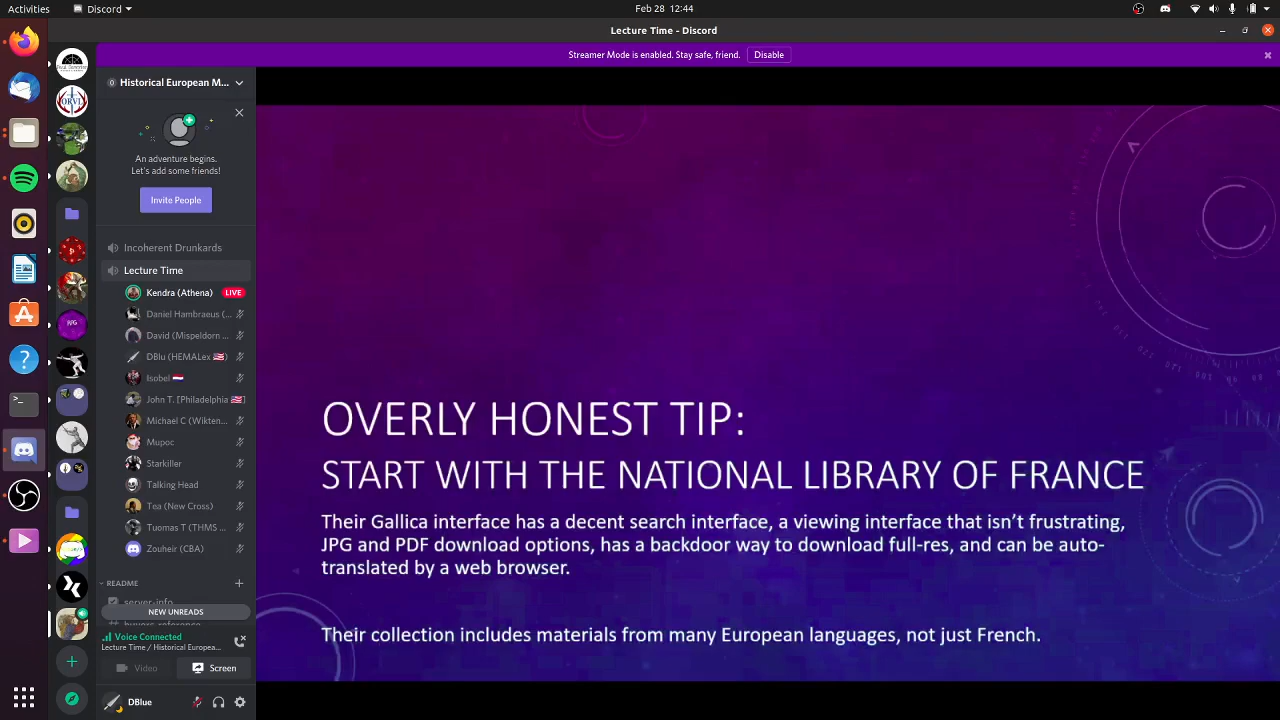 Activities
Discord
Feb 28 12:44
Lecture Time - Discord
Streamer Mode is enabled. Stay safe, friend.
Disable
Historical European M...
An adventure begins.
Let's add some friends!
Invite People
Incoherent Drunkards
Lecture Time
Kendra (Athena)
LIVE
Daniel Hambraeus (...
David (Mispeldorn ...
DBlu (HEMALex
Isobel
John T. [Philadelphia
Michael C (Wikten...
Mupoc
Starkiller
Talking Head
Tea (New Cross)
Tuomas T (THMS ...
Zouheir (CBA)
README
server-info
NEW UNREADS
buyers-reference
Voice Connected
Lecture Time / Historical Europea...
Video
Screen
DBlue
OVERLY HONEST TIP:
START WITH THE NATIONAL LIBRARY OF FRANCE
Their Gallica interface has a decent search interface, a viewing interface that isn't frustrating,
JPG and PDF download options, has a backdoor way to download full-res, and can be auto-
translated by a web browser.
Their collection includes materials from many European languages, not just French.